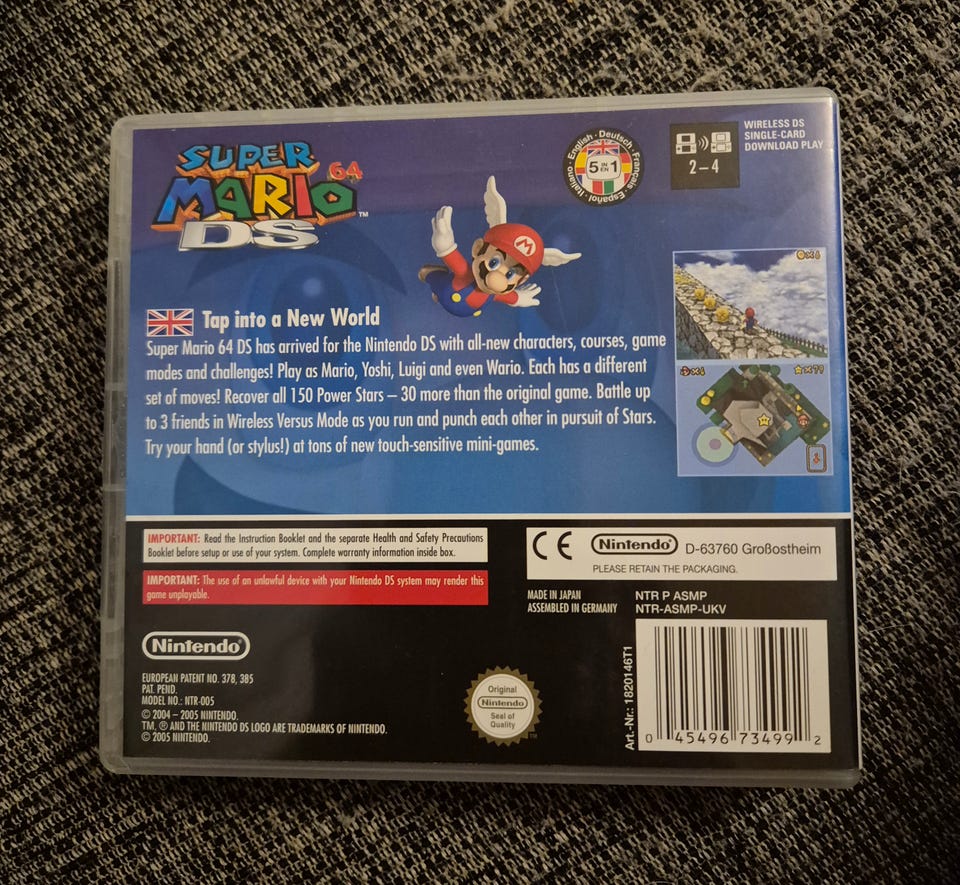 SUPER
MARIO 64™
DS
English · Deutsch · Français · Español · Italiano
5 IN EN 1
2–4
WIRELESS DS
SINGLE-CARD
DOWNLOAD PLAY
M
Tap into a New World
Super Mario 64 DS has arrived for the Nintendo DS with all-new characters, courses, game
modes and challenges! Play as Mario, Yoshi, Luigi and even Wario. Each has a different
set of moves! Recover all 150 Power Stars – 30 more than the original game. Battle up
to 3 friends in Wireless Versus Mode as you run and punch each other in pursuit of Stars.
Try your hand (or stylus!) at tons of new touch-sensitive mini-games.
IMPORTANT: Read the Instruction Booklet and the separate Health and Safety Precautions
Booklet before setup or use of your system. Complete warranty information inside box.
IMPORTANT: The use of an unlawful device with your Nintendo DS system may render this
game unplayable.
CE
Nintendo® D-63760 Großostheim
PLEASE RETAIN THE PACKAGING.
MADE IN JAPAN
ASSEMBLED IN GERMANY
NTR P ASMP
NTR-ASMP-UKV
Nintendo®
EUROPEAN PATENT NO. 378, 385
PAT. PEND.
MODEL NO.: NTR-005
© 2004 – 2005 NINTENDO.
TM, ® AND THE NINTENDO DS LOGO ARE TRADEMARKS OF NINTENDO.
© 2005 NINTENDO.
Original
Nintendo
Seal of
Quality
TM
Art.-Nr.: 1820146T1
0 45496 73499 2